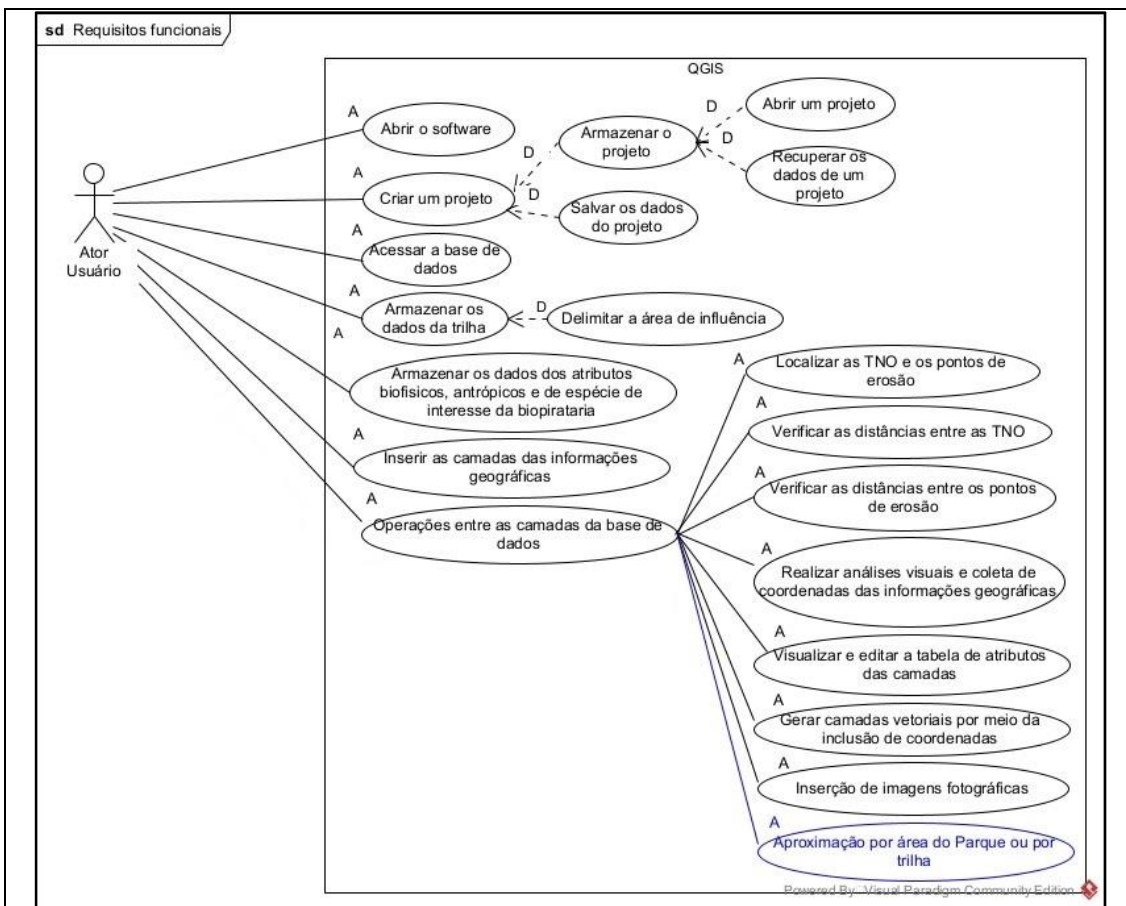 sd Requisitos funcionais
QGIS
A
Abrir o software
Armazenar o
projeto
D
Abrir um projeto
D
Recuperar os
dados de um
projeto
A
Criar um projeto
D
D
Salvar os dados
do projeto
Ator
Usuário
A
Acessar a base de
dados
A
Armazenar os
dados da trilha
D
Delimitar a área de influência
A
Armazenar os dados dos atributos
biofisicos, antrópicos e de espécie de
interesse da biopirataria
A
Inserir as camadas das informações
geográficas
A
Operações entre as camadas da base de
dados
A
Localizar as TNO e os pontos de
erosão
A
Verificar as distâncias entre as TNO
A
Verificar as distâncias entre os pontos
de erosão
A
Realizar análises visuais e coleta de
coordenadas das informações geográficas
A
Visualizar e editar a tabela de atributos
das camadas
A
Gerar camadas vetoriais por meio da
inclusão de coordenadas
A
Inserção de imagens fotográficas
A
Aproximação por área do Parque ou por
trilha
Powered By Visual Paradigm Community Edition